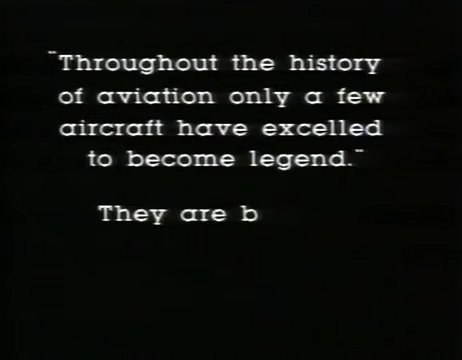 "Throughout the history
of aviation only a few
aircraft have excelled
to become legend."
They are b